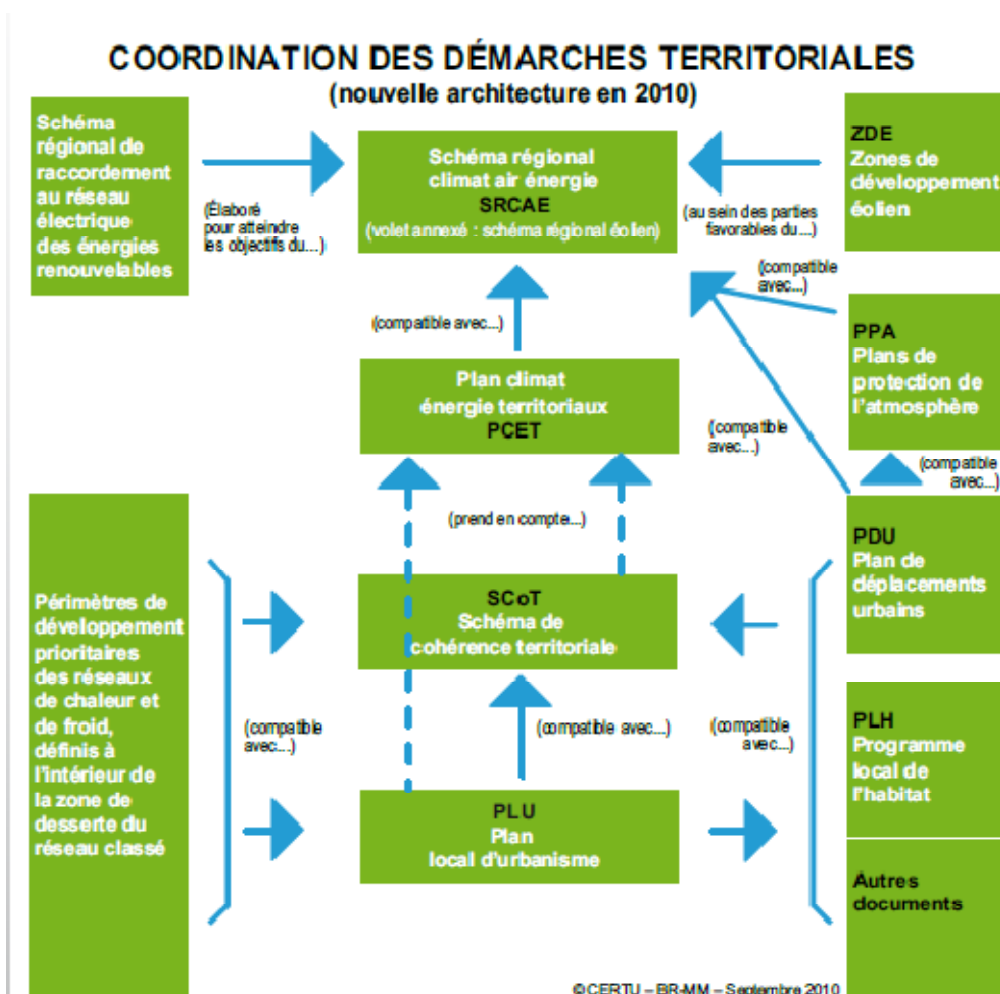 COORDINATION DES DÉMARCHES TERRITORIALES
(nouvelle architecture en 2010)
Schéma
régional de
raccordement
au réseau
électrique
des énergies
renouvelables
(Élaboré
pour atteindre
les objectifs du...)
Schéma régional
climat air énergie
SRCAE
(volet annexé : schéma régional éolien)
(au sein des parties
favorables du...)
ZDE
Zones de
développement
éolien
(compatible
avec...)
(compatible avec...)
PPA
Plans de
protection de
l'atmosphère
Plan climat
énergie territoriaux
PCET
(compatible
avec...)
(compatible
avec...)
(prend en compte...)
PDU
Plan de
déplacements
urbains
Périmètres de
développement
prioritaires
des réseaux
de chaleur et
de froid,
définis à
l'intérieur de
la zone de
desserte du
réseau classé
SCoT
Schéma de
cohérence territoriale
(compatible
avec...)
(compatible avec...)
(compatible
avec...)
PLH
Programme
local de
l'habitat
PLU
Plan
local d'urbanisme
Autres
documents
©CERTU – BR-MM – Septembre 2010